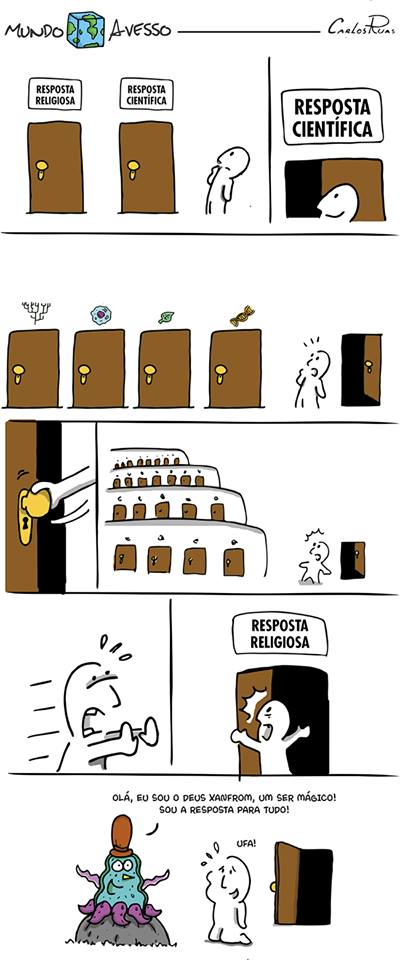 MUNDO AVESSO
CARLOS RUAS
RESPOSTA
RELIGIOSA
RESPOSTA
CIENTÍFICA
RESPOSTA
CIENTÍFICA
RESPOSTA
RELIGIOSA
OLÁ, EU SOU O DEUS XANFROM, UM SER MÁGICO!
SOU A RESPOSTA PARA TUDO!
UFA!